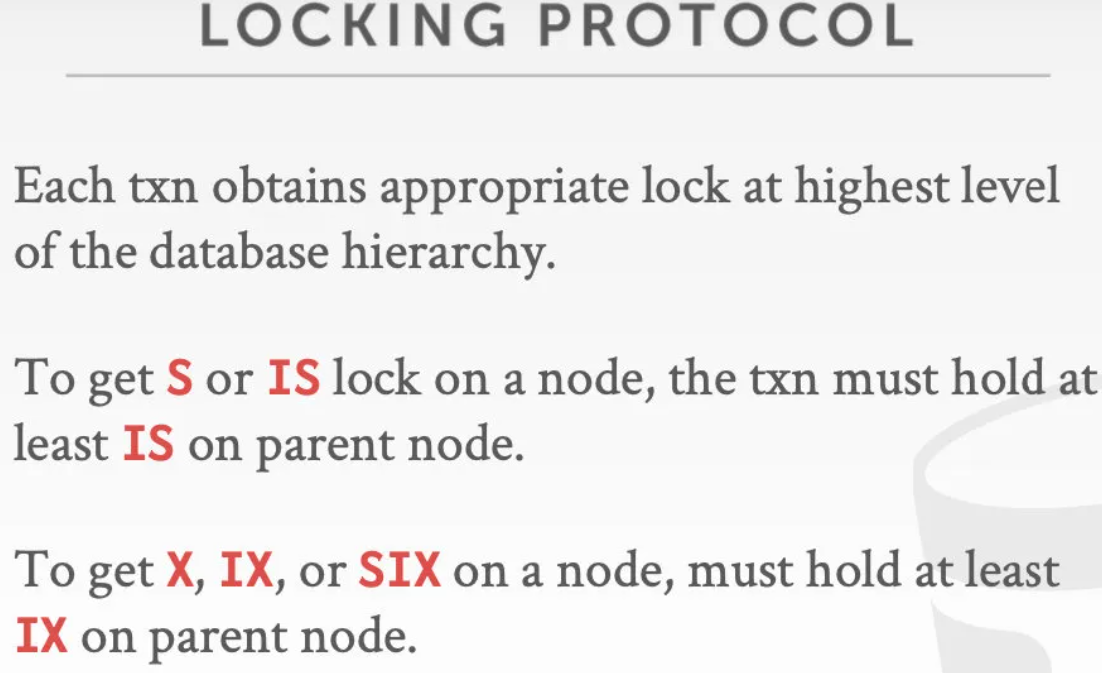 LOCKING PROTOCOL
Each txn obtains appropriate lock at highest level
of the database hierarchy.
To get S or IS lock on a node, the txn must hold at
least IS on parent node.
To get X, IX, or SIX on a node, must hold at least
IX on parent node.